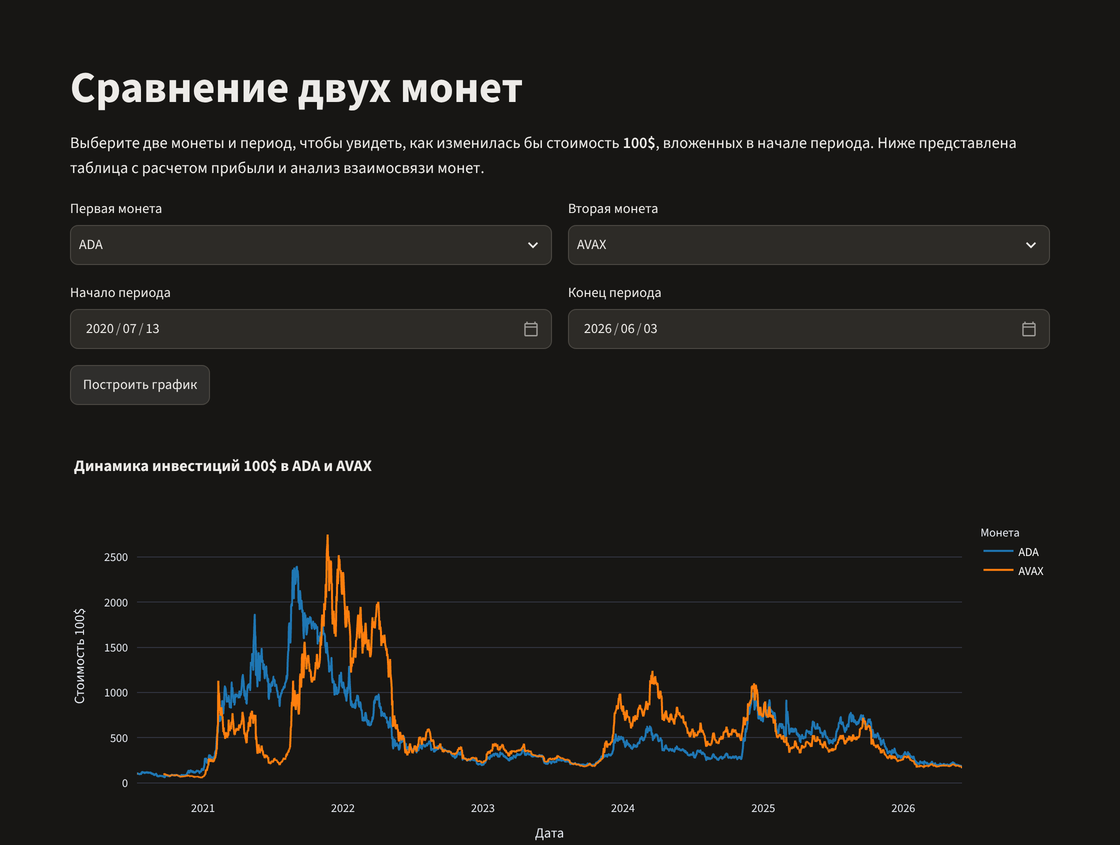 Сравнение двух монет
Выберите две монеты и период, чтобы увидеть, как изменилась бы стоимость 100$, вложенных в начале периода. Ниже представлена
таблица с расчетом прибыли и анализ взаимосвязи монет.
Первая монета
Вторая монета
ADA
AVAX
Начало периода
Конец периода
2020 / 07 / 13
2026 / 06 / 03
Построить график
Динамика инвестиций 100$ в ADA и AVAX
Монета
ADA
AVAX
Стоимость 100$
2500
2000
1500
1000
500
0
2021
2022
2023
2024
2025
2026
Дата